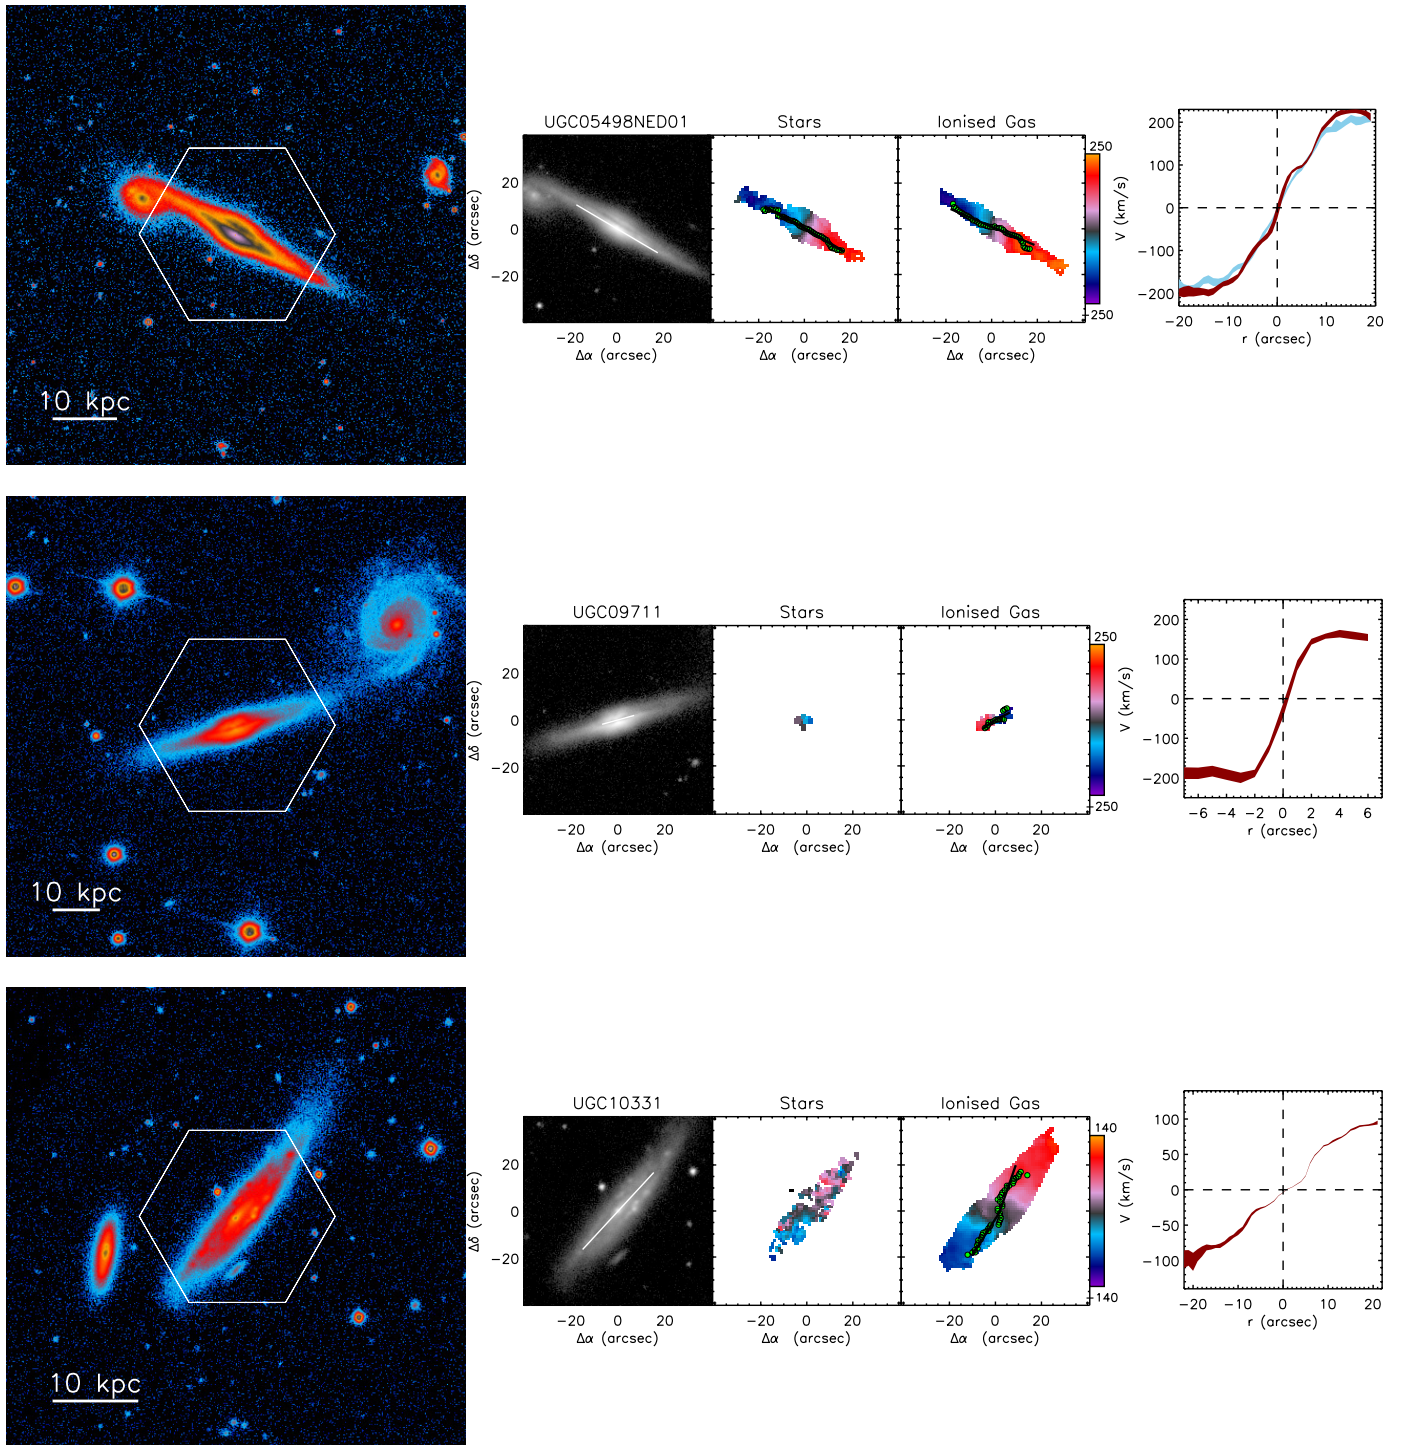 10 kpc
UGC05498NED01 Stars Ionised Gas
250
20
0
−20
Δδ (arcsec)
−20 0 20 −20 0 20 −20 0 20
Δα (arcsec) Δα (arcsec) Δα (arcsec)
250
V (km/s)
200
100
0
−100
−200
−20 −10 0 10 20
r (arcsec)
10 kpc
UGC09711 Stars Ionised Gas
250
20
0
−20
Δδ (arcsec)
−20 0 20 −20 0 20 −20 0 20
Δα (arcsec) Δα (arcsec) Δα (arcsec)
250
V (km/s)
200
100
0
−100
−200
−6 −4 −2 0 2 4 6
r (arcsec)
10 kpc
UGC10331 Stars Ionised Gas
140
20
0
−20
Δδ (arcsec)
−20 0 20 −20 0 20 −20 0 20
Δα (arcsec) Δα (arcsec) Δα (arcsec)
140
V (km/s)
100
50
0
−50
−100
−20 −10 0 10 20
r (arcsec)